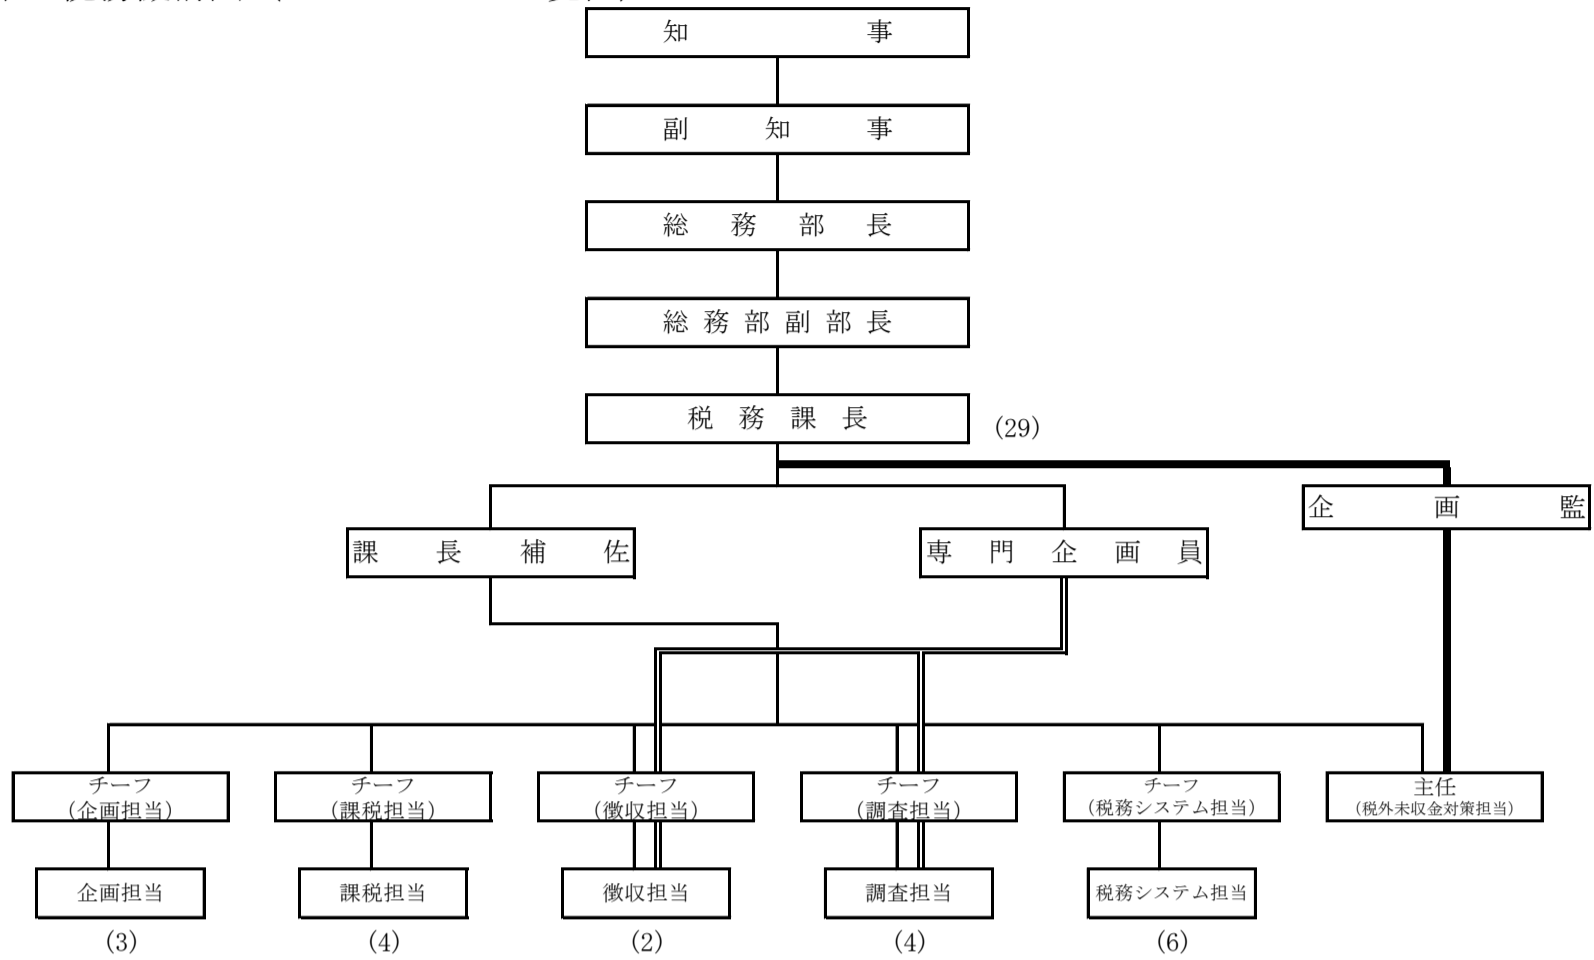 知事
副知事
総務部長
総務部副部長
税務課長
(29)
企画監
課長補佐
専門企画員
チーフ
(企画担当)
チーフ
(課税担当)
チーフ
(徴収担当)
チーフ
(調査担当)
チーフ
(税務システム担当)
主任
(税外未収金対策担当)
企画担当
課税担当
徴収担当
調査担当
税務システム担当
(3)
(4)
(2)
(4)
(6)